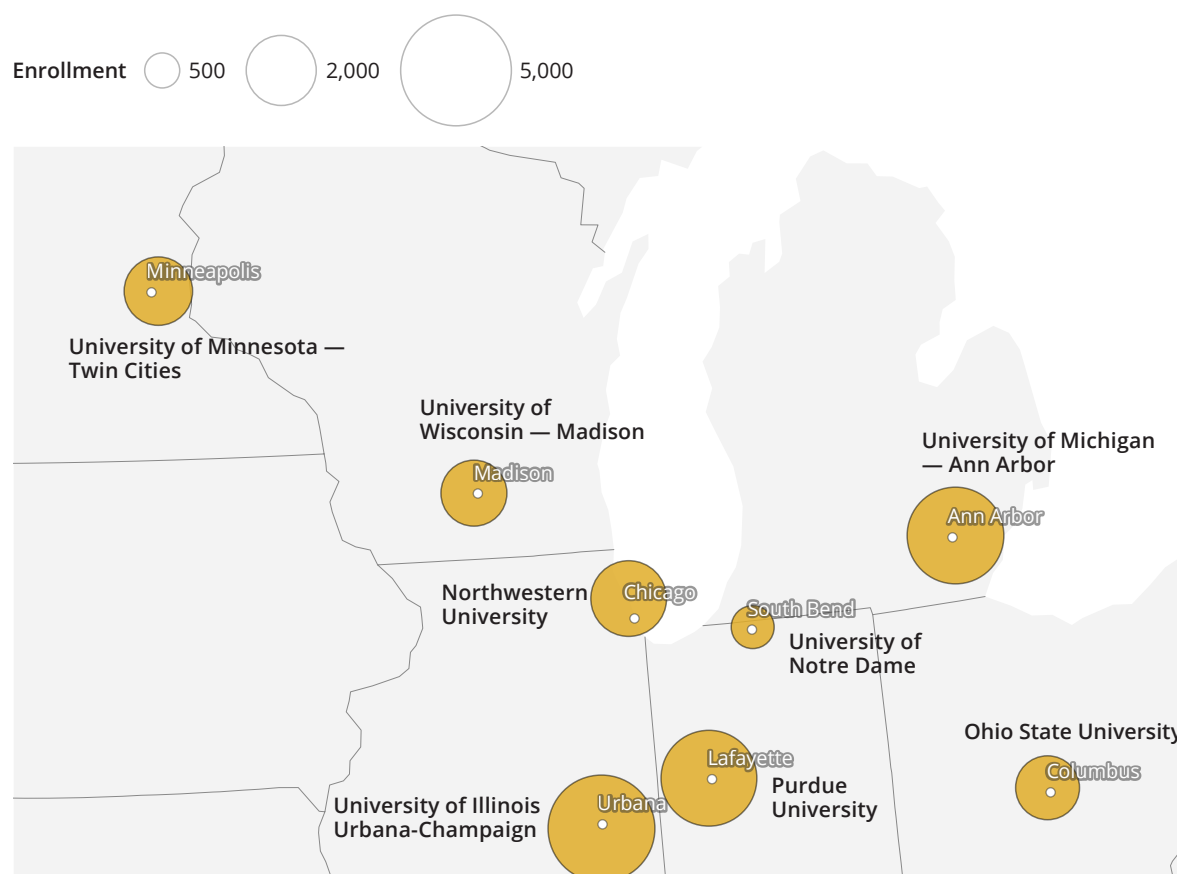 Enrollment 500 2,000 5,000
Minneapolis
University of Minnesota —
Twin Cities
University of
Wisconsin — Madison
Madison
University of Michigan
— Ann Arbor
Ann Arbor
Northwestern
University
Chicago
South Bend
University of
Notre Dame
Ohio State University
Columbus
Lafayette
Purdue
University
University of Illinois
Urbana-Champaign
Urbana